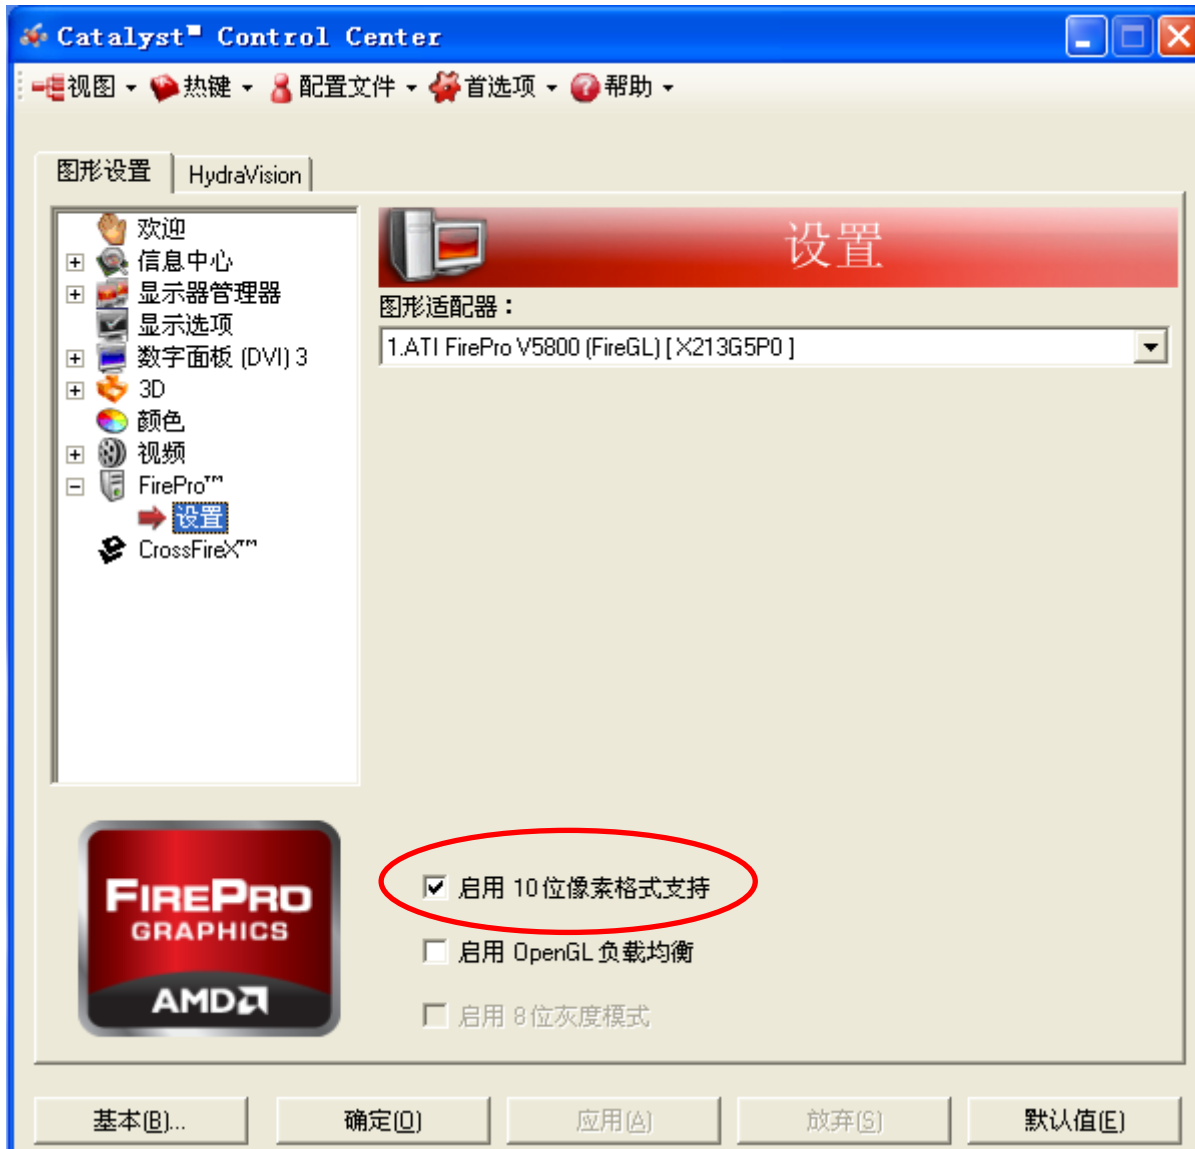 Catalyst™ Control Center
视图 热键 配置文件 首选项 帮助
图形设置 HydraVision
欢迎
信息中心
显示器管理器
显示选项
数字面板 (DVI) 3
3D
颜色
视频
FirePro™
设置
CrossFireX™
设置
图形适配器：
1.ATI FirePro V5800 (FireGL) [ X213G5P0 ]
FIREPRO
GRAPHICS
AMD
启用 10 位像素格式支持
启用 OpenGL 负载均衡
启用 8 位灰度模式
基本(B)... 确定(O) 应用(A) 放弃(S) 默认值(E)